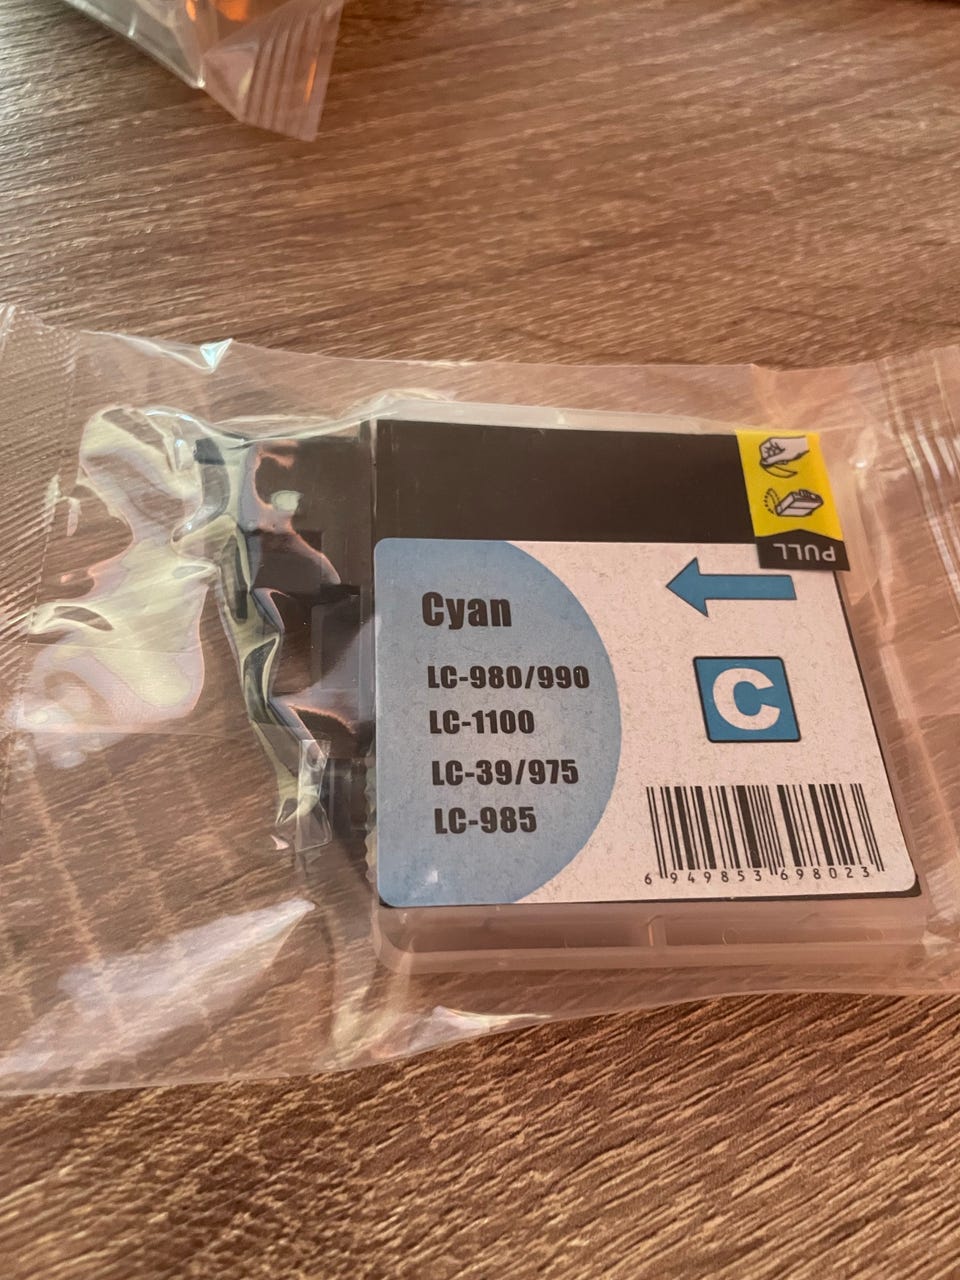 PULL
Cyan
LC-980/990
LC-1100
LC-39/975
LC-985
C
6 949853 698023